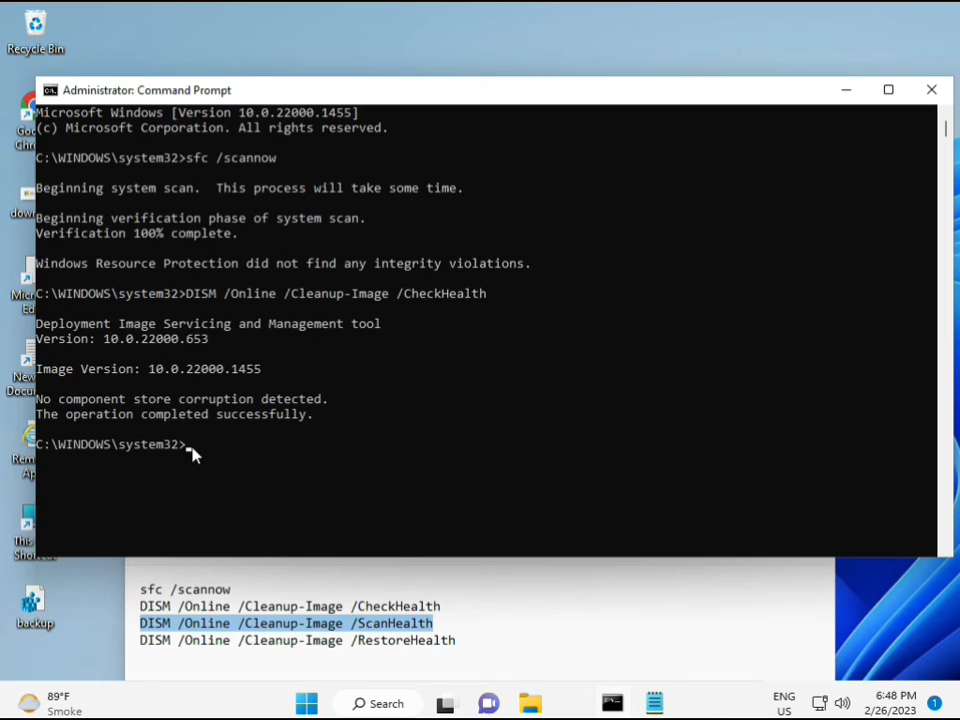 Recycle Bin
Administrator: Command Prompt
Microsoft Windows [Version 10.0.22000.1455]
(c) Microsoft Corporation. All rights reserved.
C:\WINDOWS\system32>sfc /scannow
Beginning system scan.  This process will take some time.
Beginning verification phase of system scan.
Verification 100% complete.
Windows Resource Protection did not find any integrity violations.
C:\WINDOWS\system32>DISM /Online /Cleanup-Image /CheckHealth
Deployment Image Servicing and Management tool
Version: 10.0.22000.653
Image Version: 10.0.22000.1455
No component store corruption detected.
The operation completed successfully.
C:\WINDOWS\system32>
backup
sfc /scannow
DISM /Online /Cleanup-Image /CheckHealth
DISM /Online /Cleanup-Image /ScanHealth
DISM /Online /Cleanup-Image /RestoreHealth
89°F
Smoke
Search
ENG
US
6:48 PM
2/26/2023
1